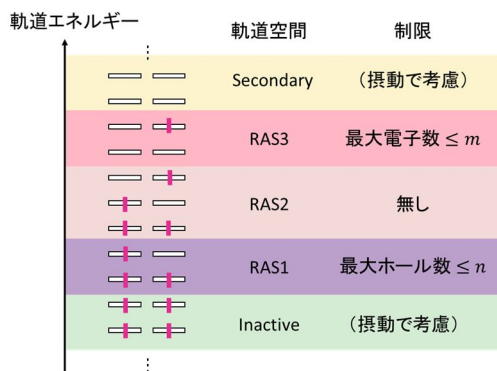 軌道エネルギー
軌道空間 制限
Secondary (摂動で考慮)
RAS3 最大電子数 ≤ m
RAS2 無し
RAS1 最大ホール数 ≤ n
Inactive (摂動で考慮)